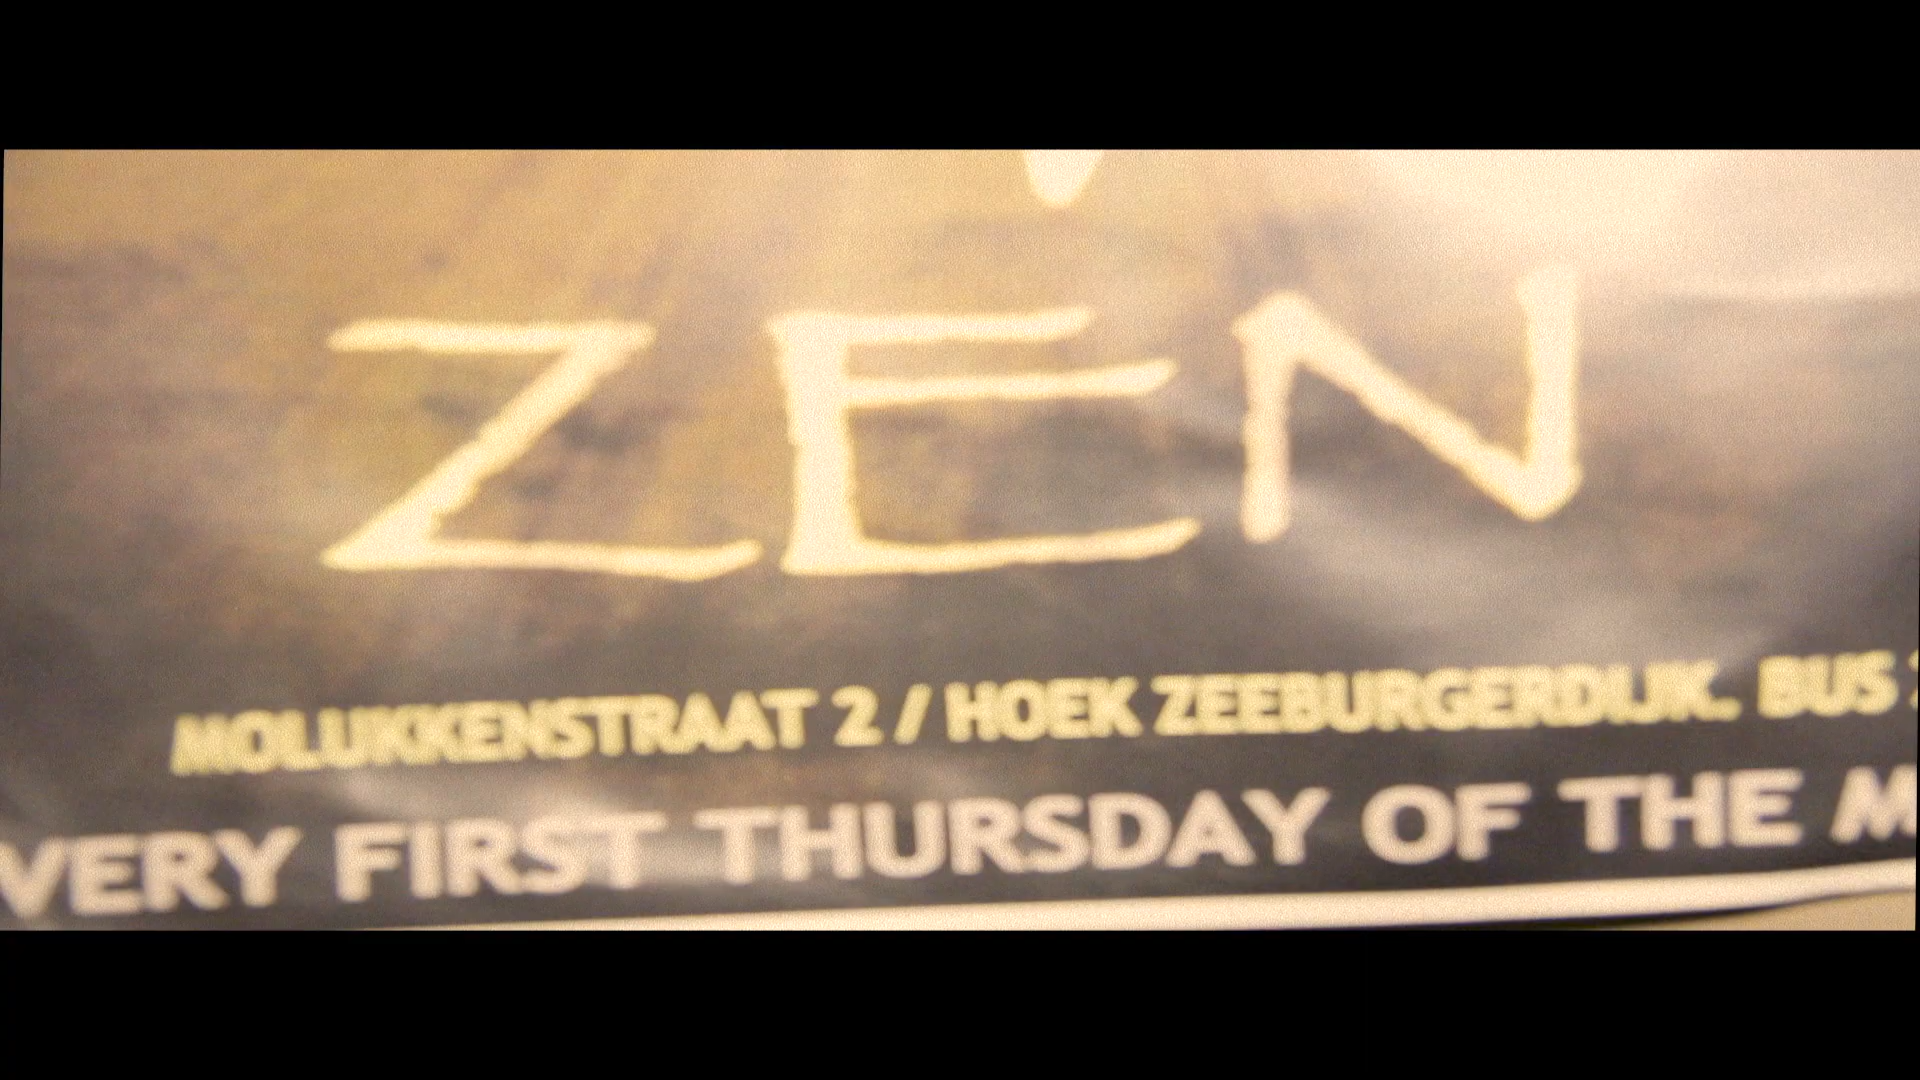 ZEN
MOLUKKENSTRAAT 2 / HOEK ZEEBURGERDIJK. BUS
VERY FIRST THURSDAY OF THE M